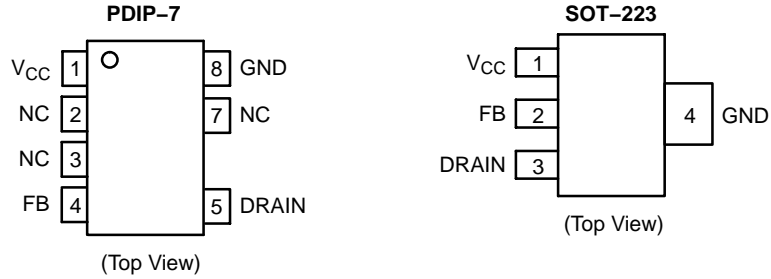 PDIP–7
VCC 1 8 GND
NC 2 7 NC
NC 3
FB 4 5 DRAIN
(Top View)
SOT–223
VCC 1
FB 2 4 GND
DRAIN 3
(Top View)